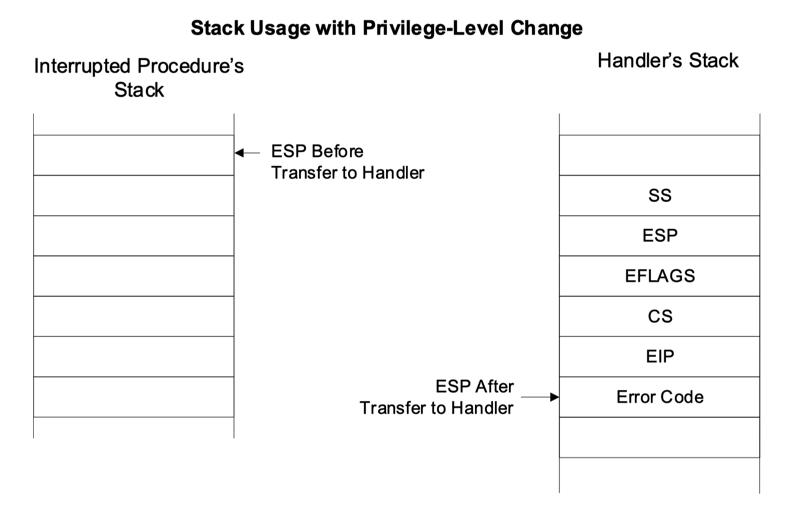 Stack Usage with Privilege-Level Change
Interrupted Procedure's
Stack
Handler's Stack
ESP Before
Transfer to Handler
SS
ESP
EFLAGS
CS
EIP
ESP After
Transfer to Handler
Error Code